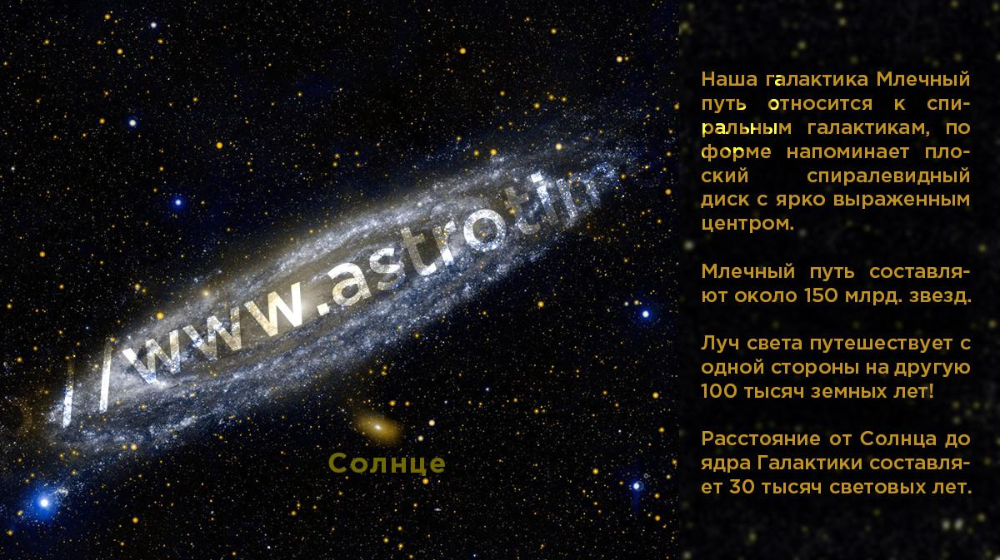 //www.astrotim
Солнце
Наша галактика Млечный
путь относится к спи-
ральным галактикам, по
форме напоминает пло-
ский спиралевидный
диск с ярко выраженным
центром.
Млечный путь составля-
ют около 150 млрд. звезд.
Луч света путешествует с
одной стороны на другую
100 тысяч земных лет!
Расстояние от Солнца до
ядра Галактики составля-
ет 30 тысяч световых лет.